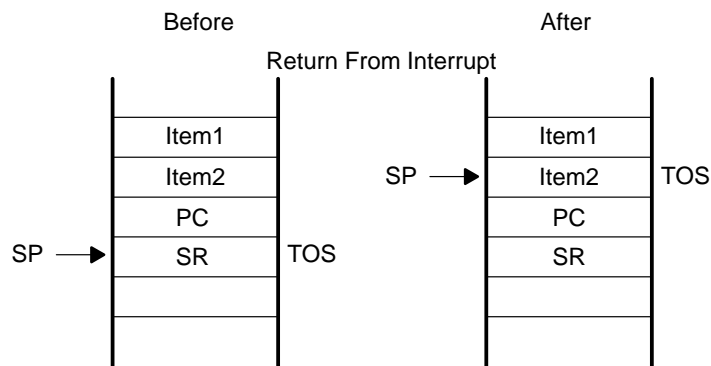 Before After
Return From Interrupt
Item1 Item1
Item2 SP Item2 TOS
PC PC
SP SR TOS SR